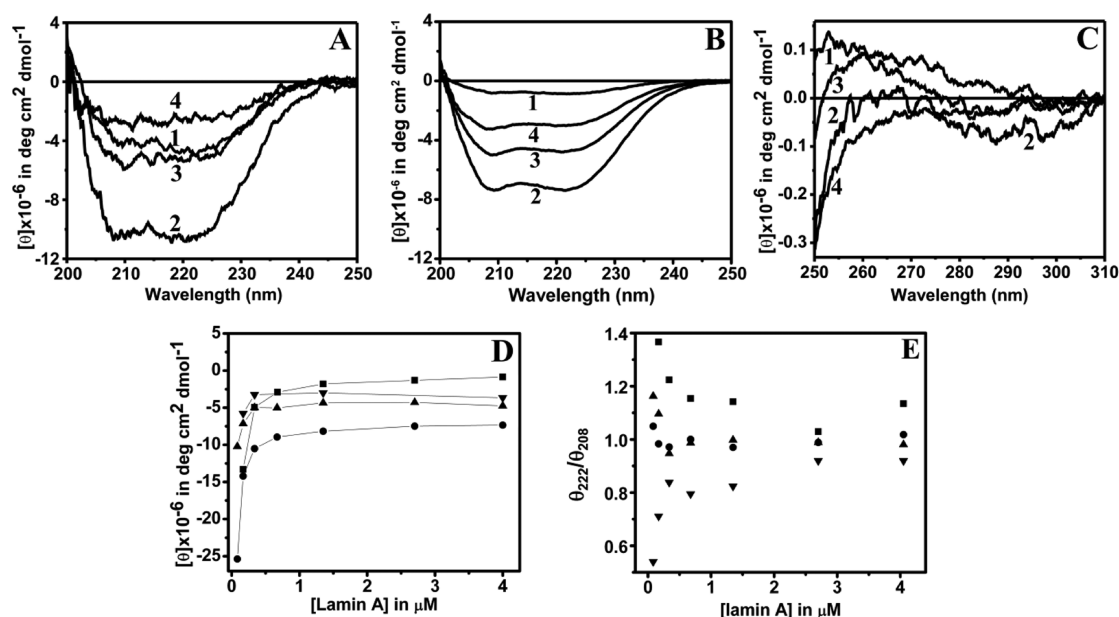 A
[θ]x10-6 in deg cm2 dmol-1
4
0
-4
-8
-12
4
1
3
2
200 210 220 230 240 250
Wavelength (nm)
B
[θ]x10-6 in deg cm2 dmol-1
4
0
-4
-8
-12
1
4
3
2
200 210 220 230 240 250
Wavelength (nm)
C
[θ]x10-6 in deg cm2 dmol-1
0.1
0.0
-0.1
-0.2
-0.3
1
3
2
2
4
250 260 270 280 290 300 310
Wavelength (nm)
D
[θ]x10-6 in deg cm2 dmol-1
5
0
-5
-10
-15
-20
-25
0 1 2 3 4
[Lamin A] in μM
E
θ222/θ208
1.4
1.2
1.0
0.8
0.6
0 1 2 3 4
[lamin A] in μM